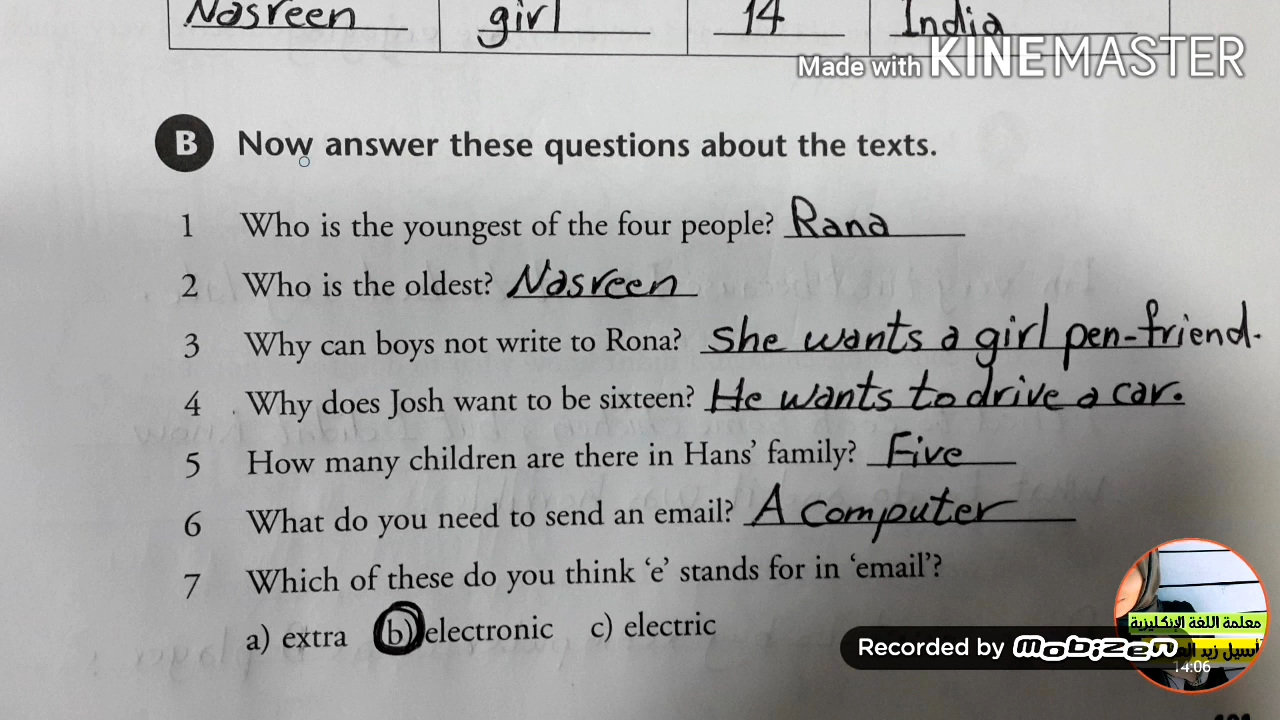 Nasreen girl 14 India
Made with KINEMASTER
B Now answer these questions about the texts.
1 Who is the youngest of the four people? Rana
2 Who is the oldest? Nasreen
3 Why can boys not write to Rona? She wants a girl pen-friend.
4 Why does Josh want to be sixteen? He wants to drive a car.
5 How many children are there in Hans’ family? Five
6 What do you need to send an email? A computer
7 Which of these do you think ‘e’ stands for in ‘email’?
a) extra b) electronic c) electric
معلمة اللغة الإنكليزية
أسيل زيد
Recorded by mobizen
14:06